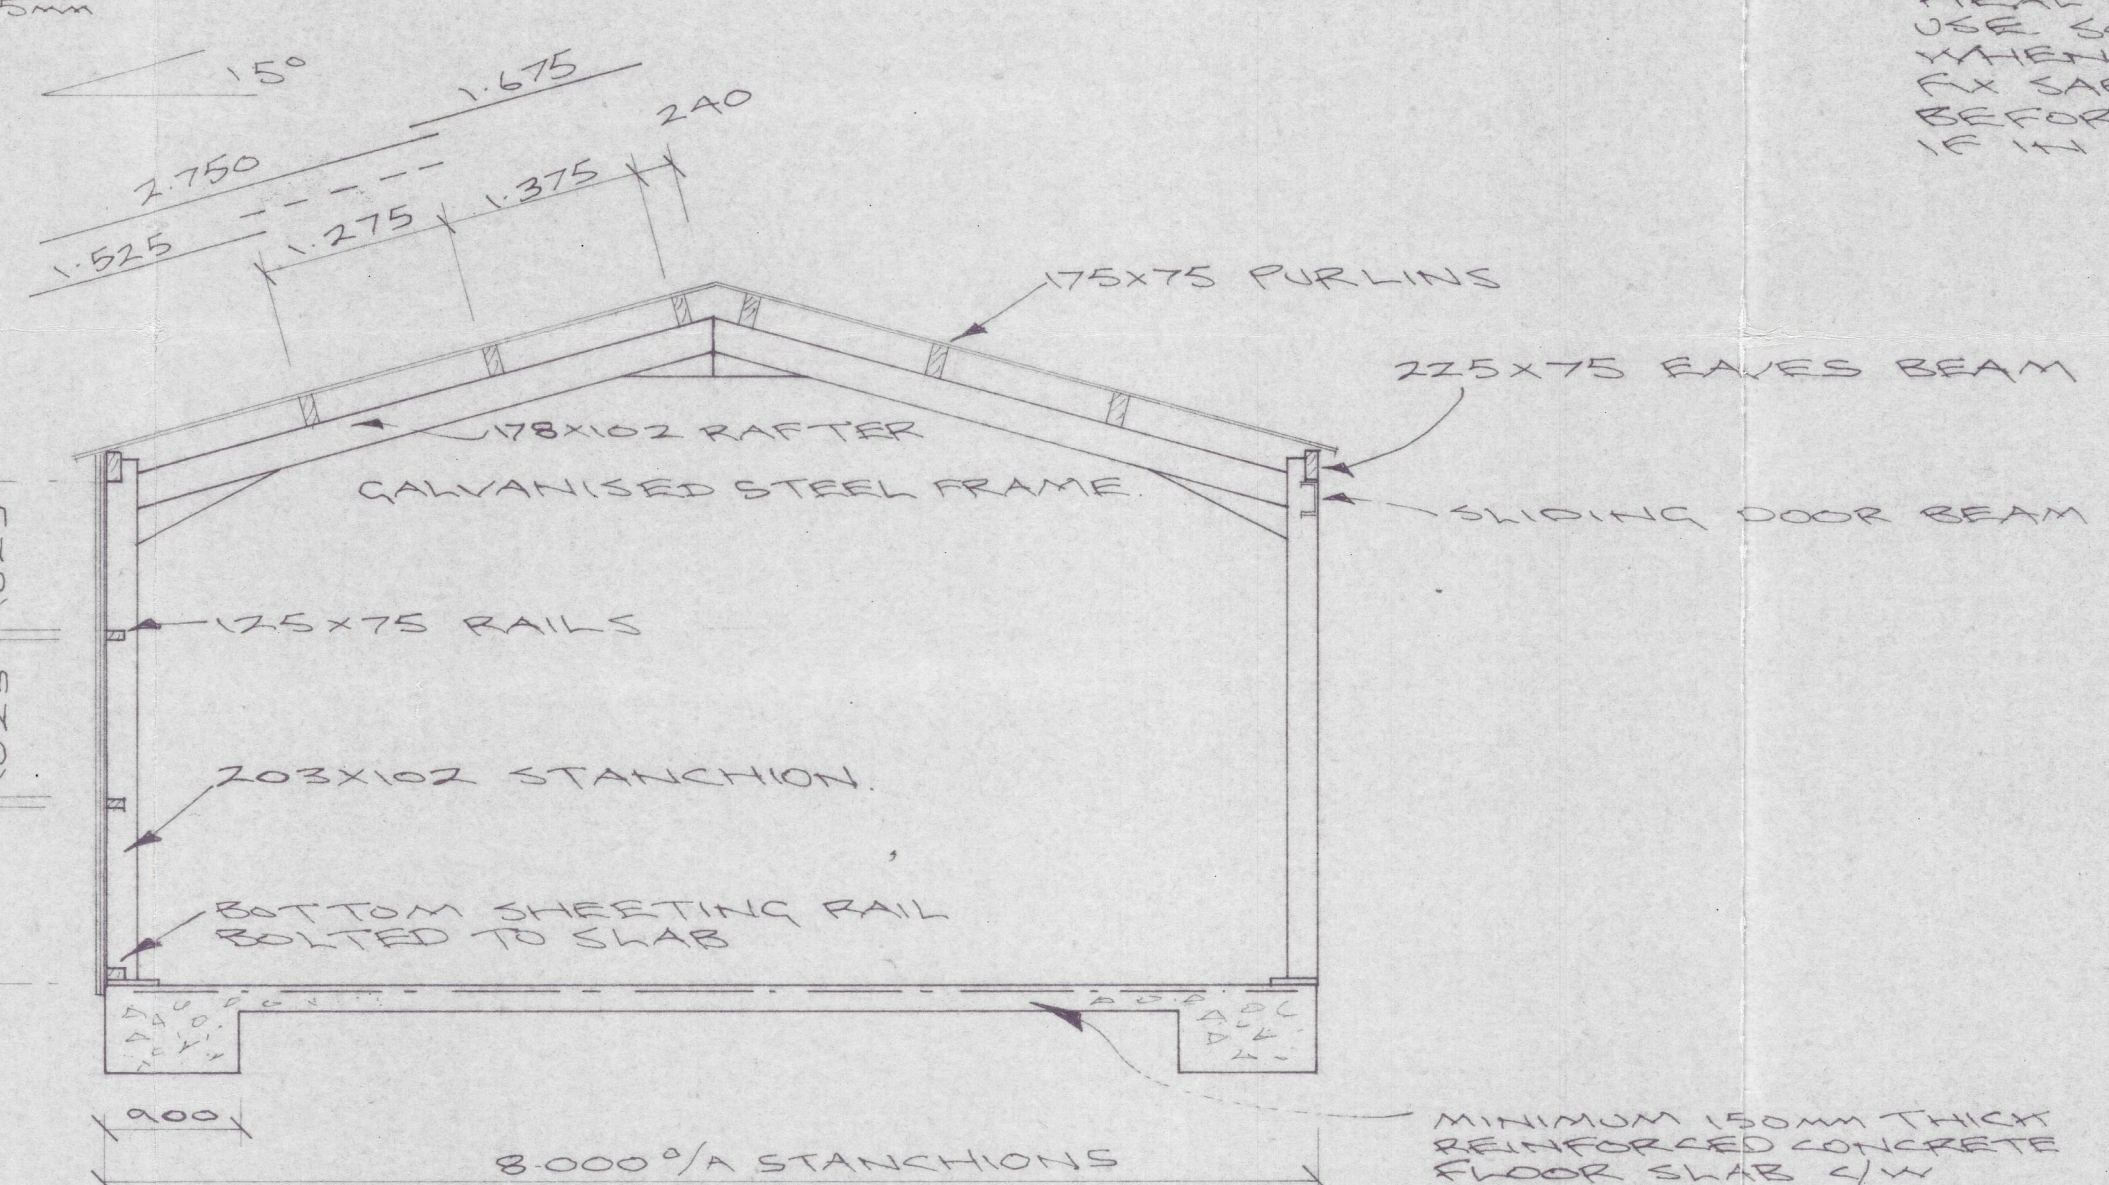 5mm
USE
WHEN
FIX
BEFOR
IF IN
15°
1.675
240
2.750
1.375
1.275
1.525
175x75 PURLINS
225x75 EAVES BEAM
178x102 RAFTER
GALVANISED STEEL FRAME.
SLIDING DOOR BEAM
125x75 RAILS
203x102 STANCHION.
BOTTOM SHEETING RAIL
BOLTED TO SLAB
900
8.000 o/A STANCHIONS
MINIMUM 150mm THICK
REINFORCED CONCRETE
FLOOR SLAB C/W